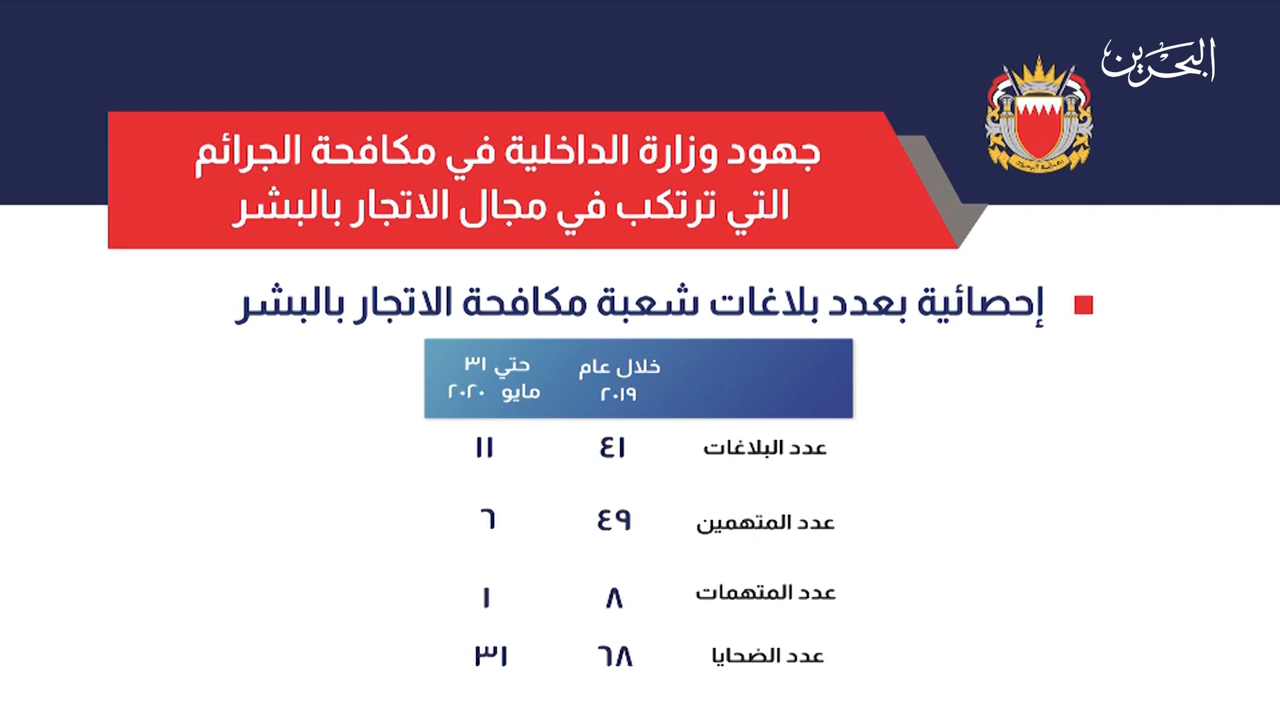 البحرين
جهود وزارة الداخلية في مكافحة الجرائم
التي ترتكب في مجال الاتجار بالبشر
إحصائية بعدد بلاغات شعبة مكافحة الاتجار بالبشر
خلال عام ٢٠١٩
حتي ٣١ مايو ٢٠٢٠
عدد البلاغات ٤١ ١١
عدد المتهمين ٤٩ ٦
عدد المتهمات ٨ ١
عدد الضحايا ٦٨ ٣١